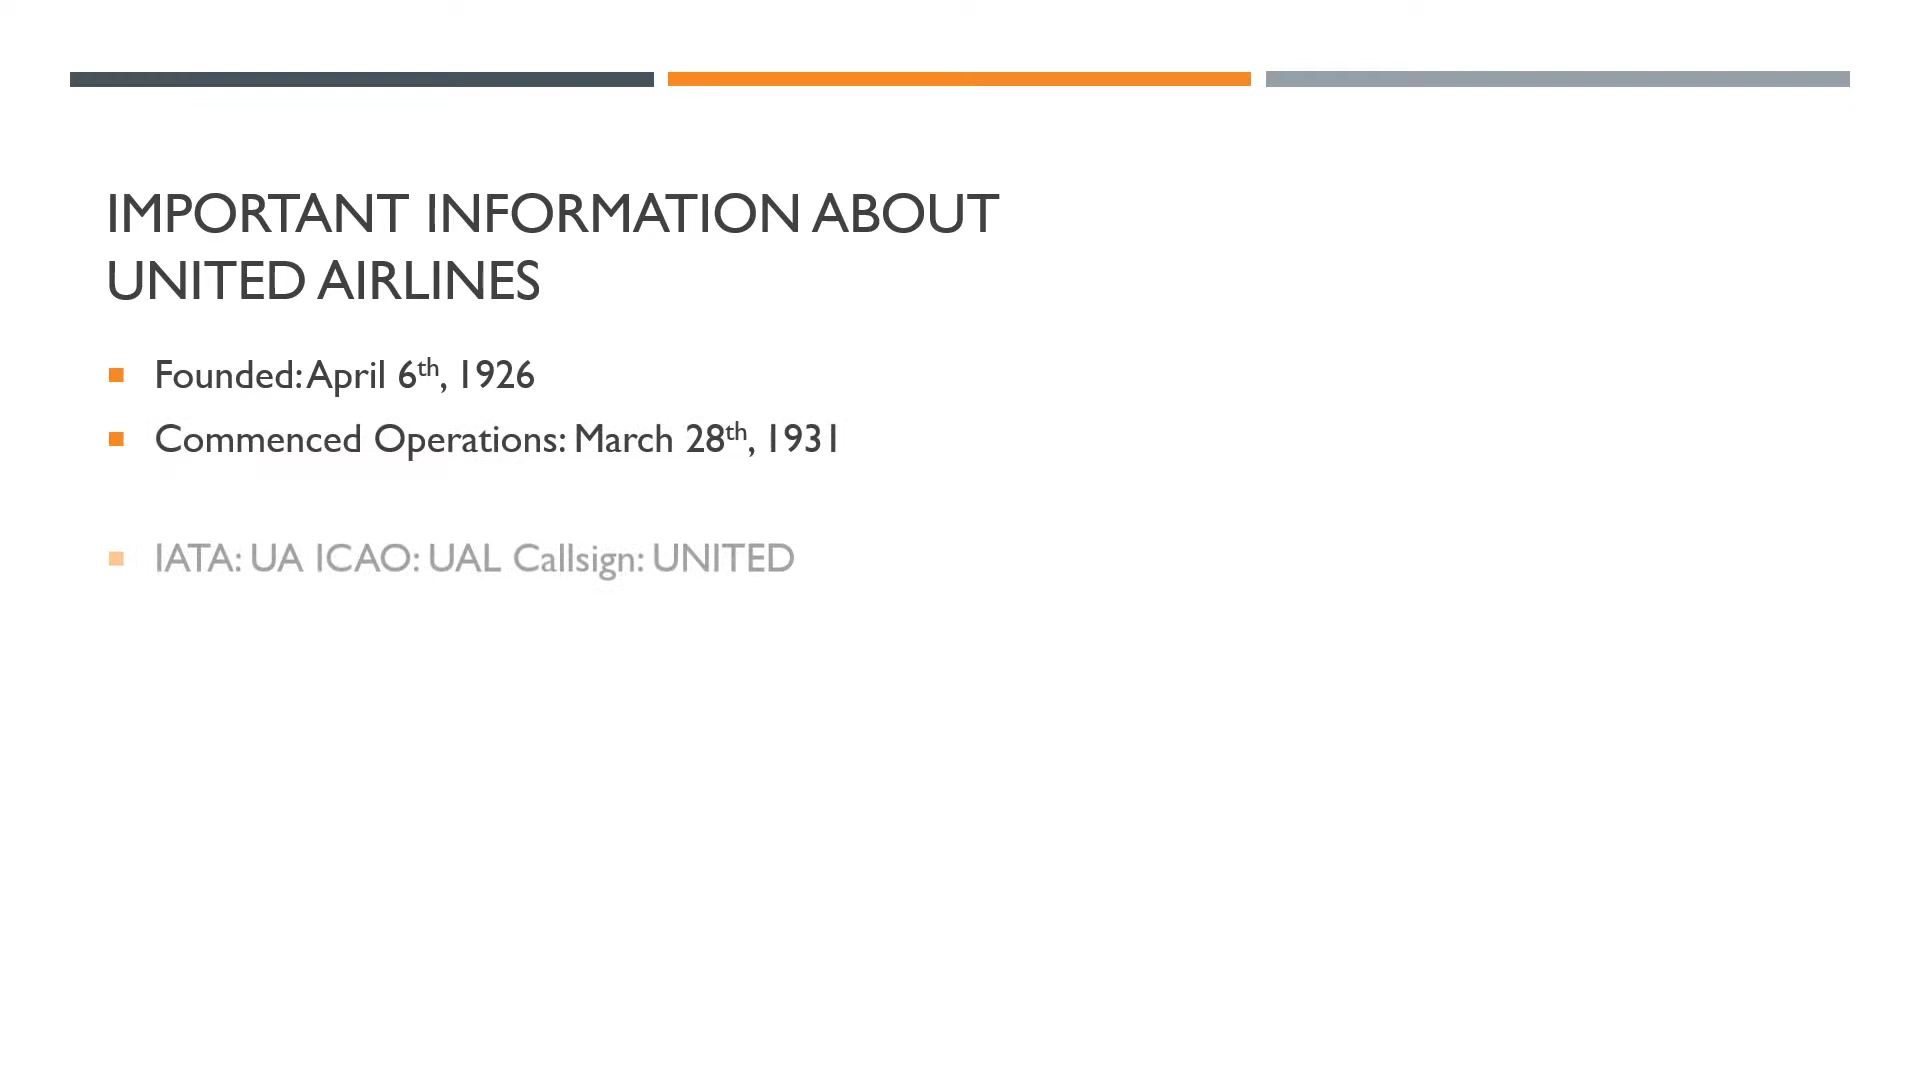 IMPORTANT INFORMATION ABOUT
UNITED AIRLINES
Founded: April 6th, 1926
Commenced Operations: March 28th, 1931
IATA: UA ICAO: UAL Callsign: UNITED